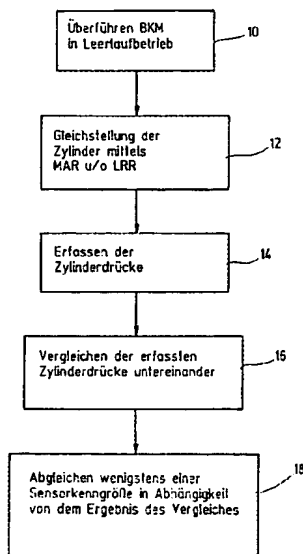 Überführen BKM
in Leerlaufbetrieb
10
Gleichstellung der
Zylinder mittels
MAR u/o LRR
12
Erfassen der
Zylinderdrücke
14
Vergleichen der erfassten
Zylinderdrücke untereinander
16
Abgleichen wenigstens einer
Sensorkenngröße in Abhängigkeit
von dem Ergebnis des Vergleiches
18